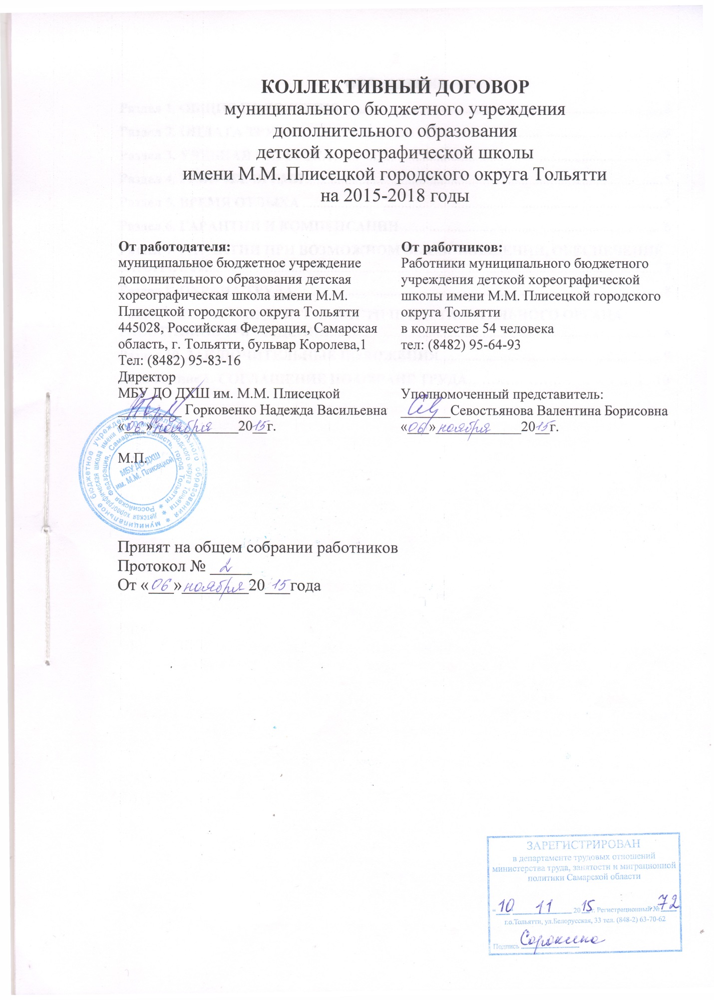 КОЛЛЕКТИВНЫЙ ДОГОВОР
муниципального бюджетного учреждения
дополнительного образования
детской хореографической школы
имени М.М. Плисецкой городского округа Тольятти
на 2015-2018 годы
От работодателя:
муниципальное бюджетное учреждение
дополнительного образования детская
хореографическая школа имени М.М.
Плисецкой городского округа Тольятти
445028, Российская Федерация, Самарская
область, г. Тольятти, бульвар Королева,1
Тел: (8482) 95-83-16
Директор
МБУ ДО ДХШ им. М.М. Плисецкой
Горковенко Надежда Васильевна
«06» ноября 2015г.
М.П.
От работников:
Работники муниципального бюджетного
учреждения детской хореографической
школы имени М.М. Плисецкой городского
округа Тольятти
в количестве 54 человека
тел: (8482) 95-64-93
Уполномоченный представитель:
Севостьянова Валентина Борисовна
«06» ноября 2015г.
муниципальное бюджетное учреждение дополнительного образования *
детская хореографическая школа имени М.М. Плисецкой городского округа Тольятти *
Российская Федерация, Самарская область, город Тольятти *
МБУ ДО ДХШ
им. М.М. Плисецкой
Принят на общем собрании работников
Протокол № 2
От «06» ноября 2015 года
ЗАРЕГИСТРИРОВАН
в департаменте трудовых отношений
министерства труда, занятости и миграционной
политики Самарской области
«10 11 2015 г. Регистрационный № 72
г.о.Тольятти, ул.Белорусская, 33 тел. (848-2) 63-70-62
Подпись Сорокина